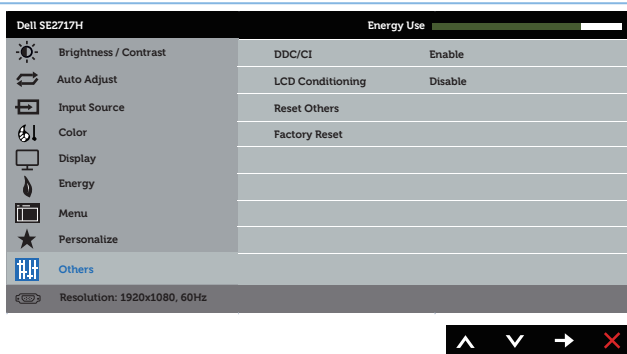 Dell SE2717H Energy Use
Brightness / Contrast DDC/CI Enable
Auto Adjust LCD Conditioning Disable
Input Source Reset Others
Color Factory Reset
Display
Energy
Menu
Personalize
Others
Resolution: 1920x1080, 60Hz